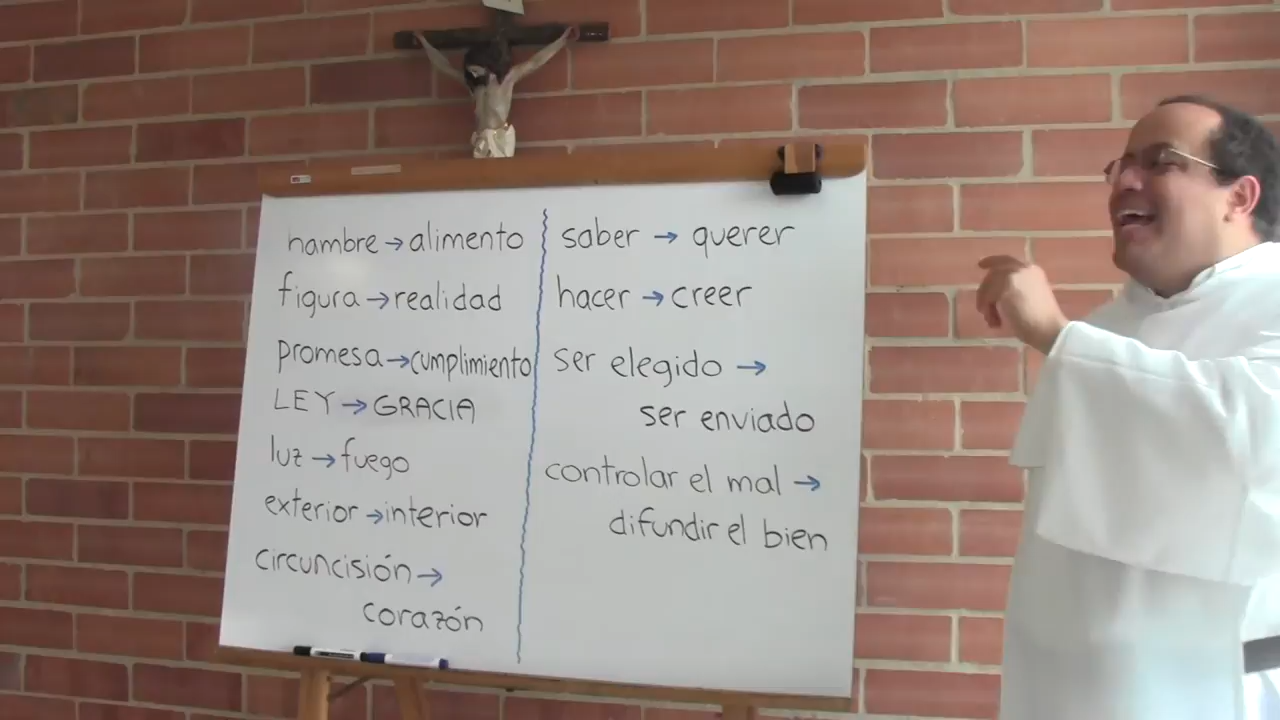 hambre → alimento
figura → realidad
promesa → cumplimiento
LEY → GRACIA
luz → fuego
exterior → interior
circuncisión →
corazón
saber → querer
hacer → creer
ser elegido →
ser enviado
controlar el mal →
difundir el bien